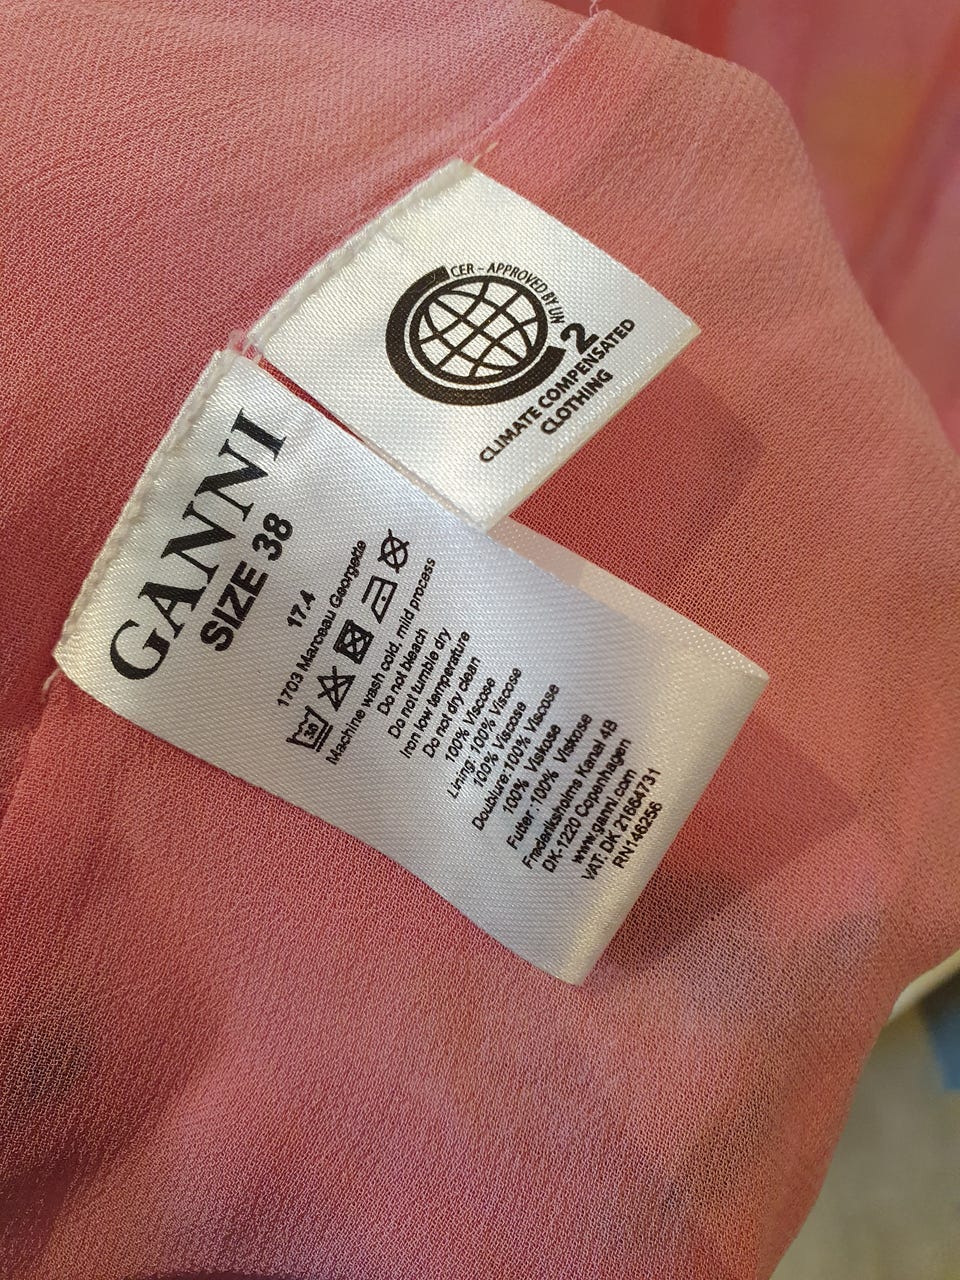 CER – APPROVED BY UN
2
CLIMATE COMPENSATED
CLOTHING
GANNI
SIZE 38
17.4
1703 Marceau Georgette
30
Machine wash cold, mild process
Do not bleach
Do not tumble dry
Iron low temperature
Do not dry clean
100% Viscose
Lining: 100% Viscose
100% Viscose
Doublure:100% Viscose
100% Viskose
Futter :100% Viskose
Frederiksholms Kanal 4B
DK-1220 Copenhagen
www.ganni.com
VAT: DK 21664731
RN146256